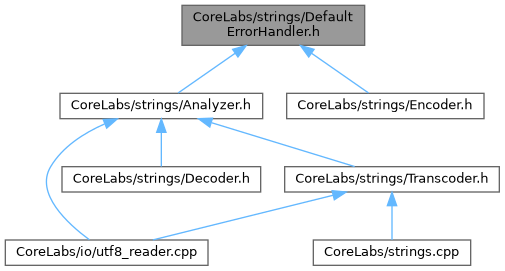 CoreLabs/strings/Default
ErrorHandler.h
CoreLabs/strings/Analyzer.h
CoreLabs/strings/Encoder.h
CoreLabs/strings/Decoder.h
CoreLabs/strings/Transcoder.h
CoreLabs/io/utf8_reader.cpp
CoreLabs/strings.cpp